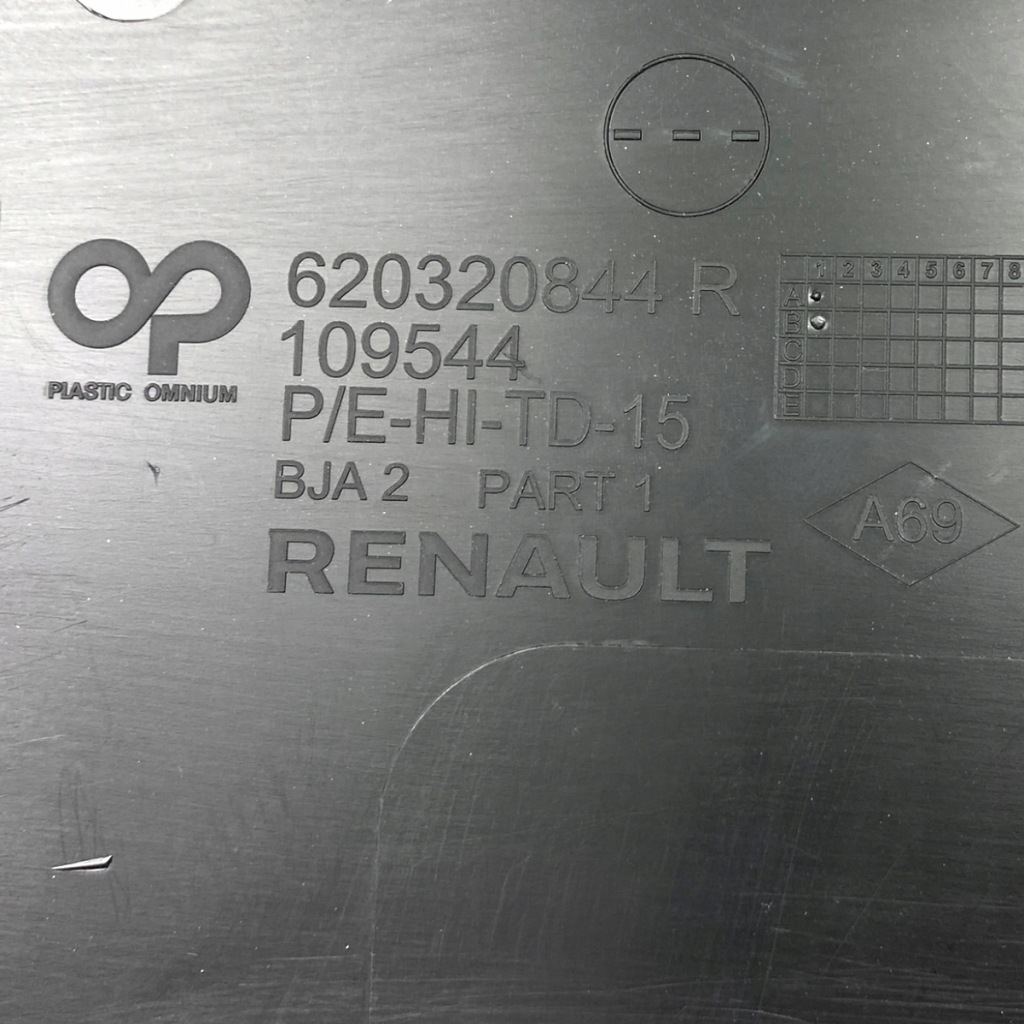 PLASTIC OMNIUM
620320844 R
109544
P/E-HI-TD-15
BJA 2 PART 1
RENAULT
1 2 3 4 5 6 7 8
A
B
C
D
E
A69